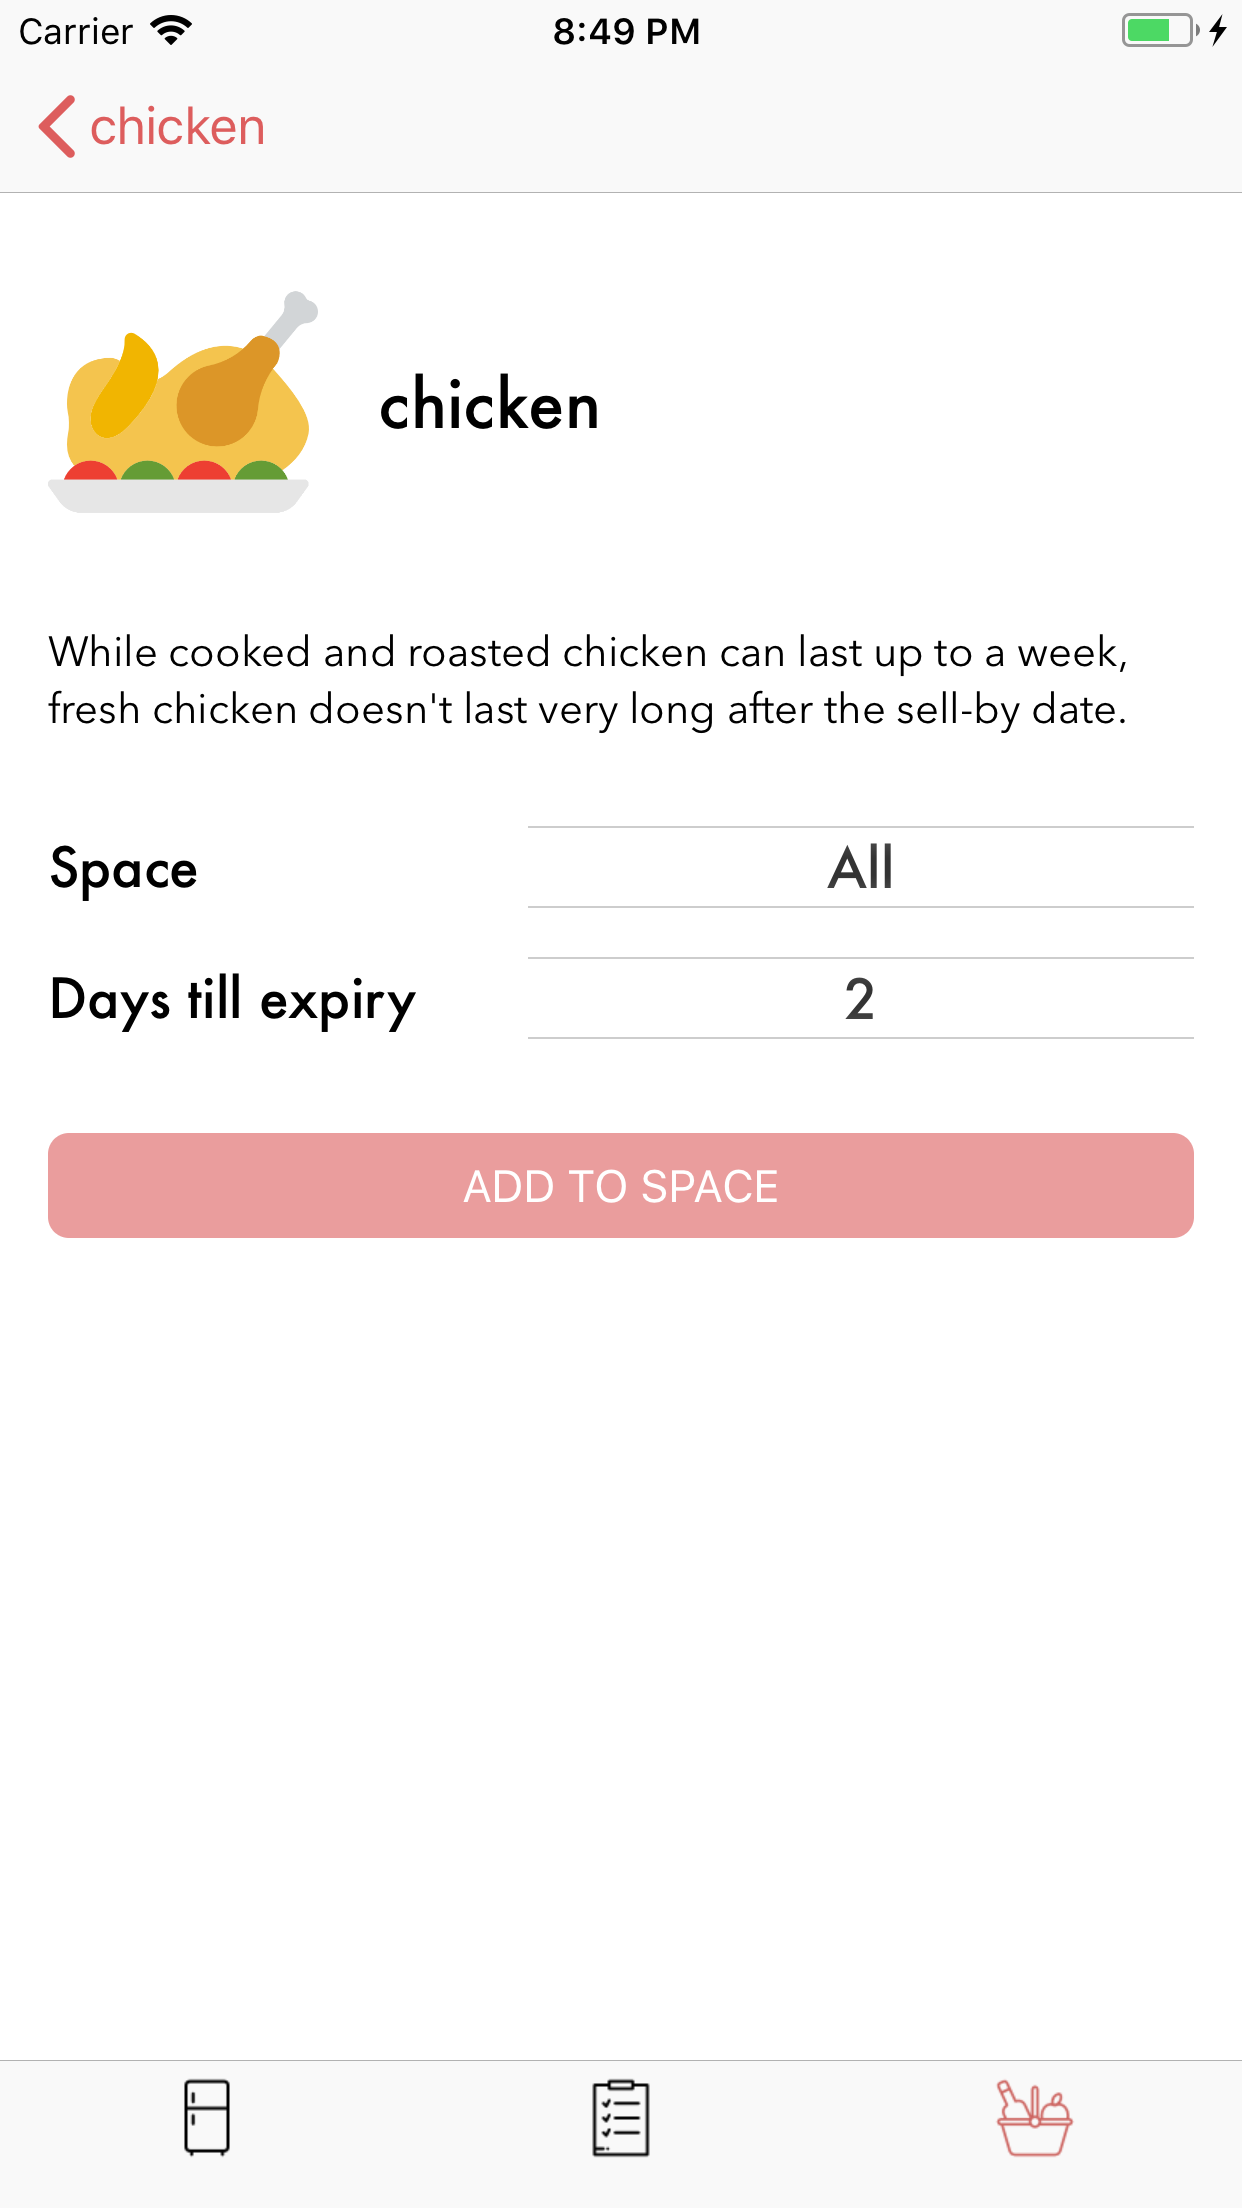 Carrier
8:49 PM
chicken
chicken
While cooked and roasted chicken can last up to a week,
fresh chicken doesn't last very long after the sell-by date.
Space
All
Days till expiry
2
ADD TO SPACE